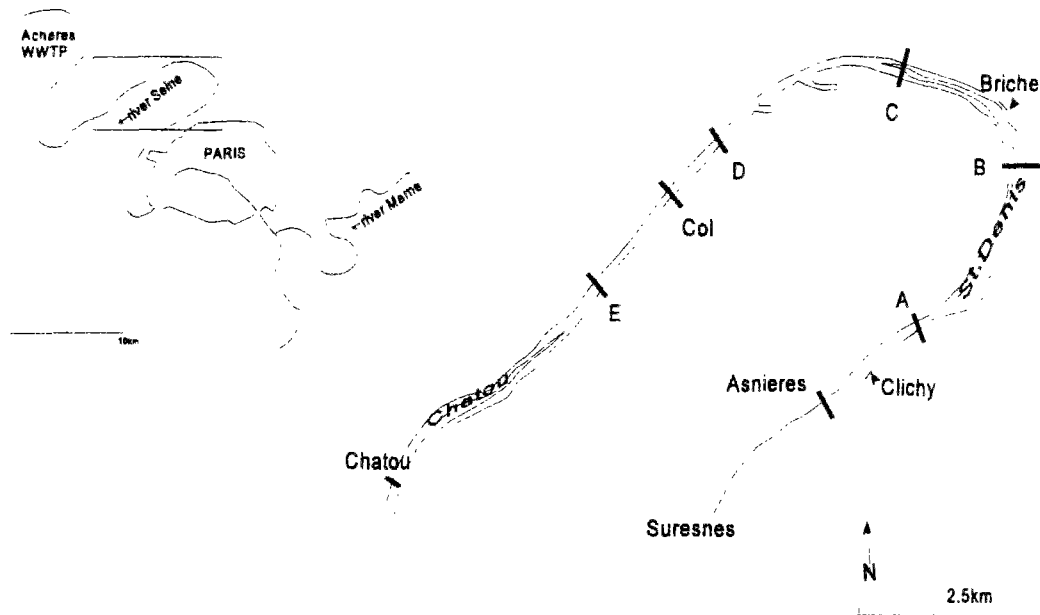 Acheres
WWTP
←river Seine
PARIS
←river Marne
10km
Briche
C
B
D
Col
St.Denis
E
A
Chatou
Asnieres
Clichy
Chatou
Suresnes
N
2.5km